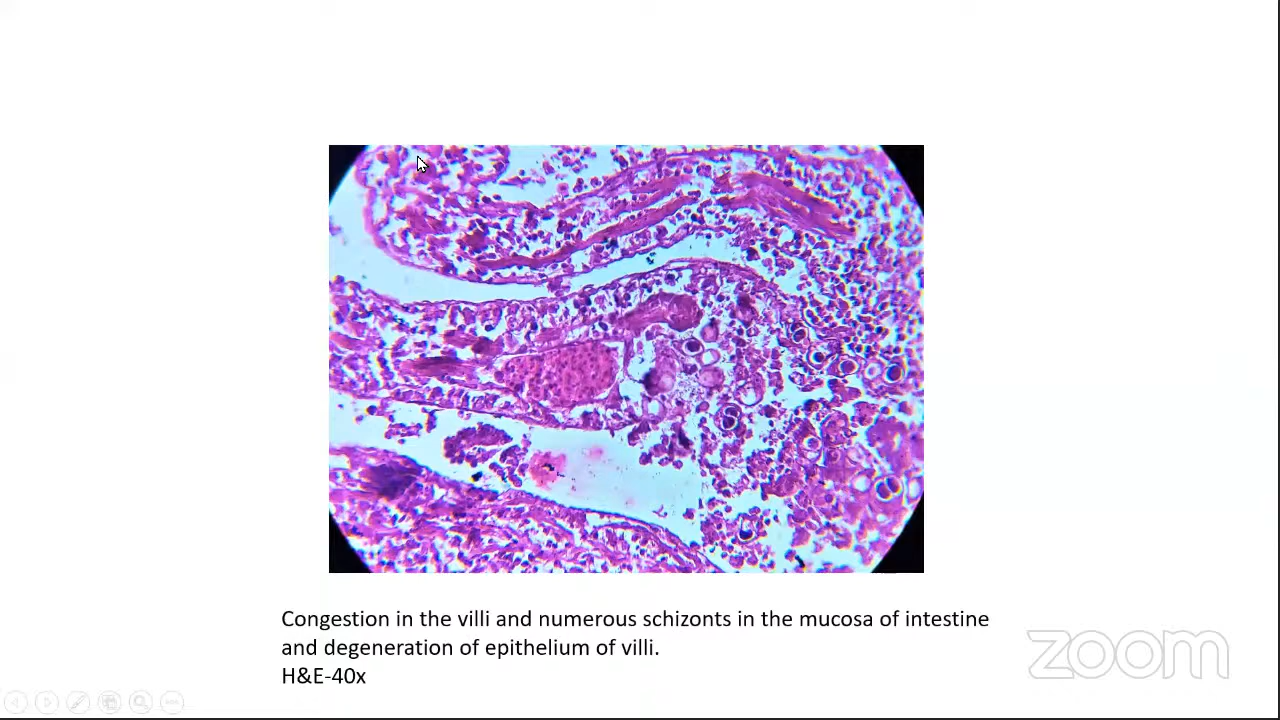 Congestion in the villi and numerous schizonts in the mucosa of intestine
and degeneration of epithelium of villi.
H&E-40x
zoom